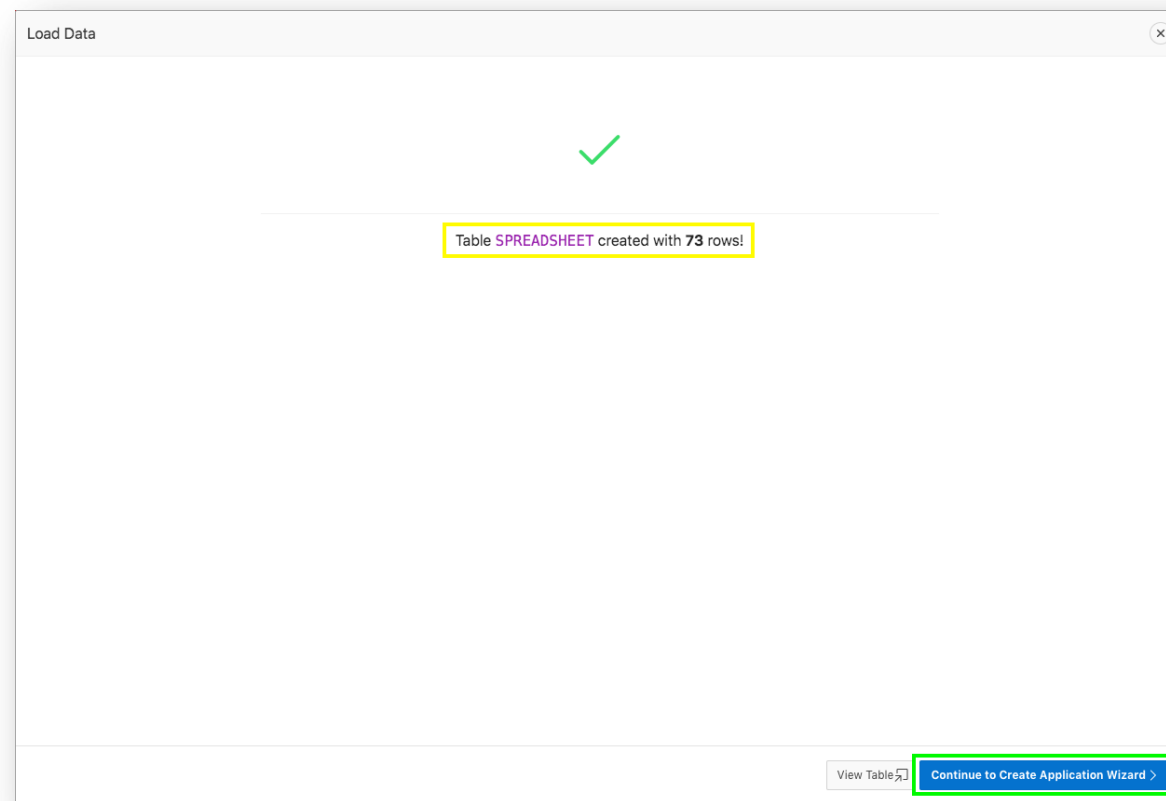 Load Data
Table SPREADSHEET created with 73 rows!
View Table
Continue to Create Application Wizard